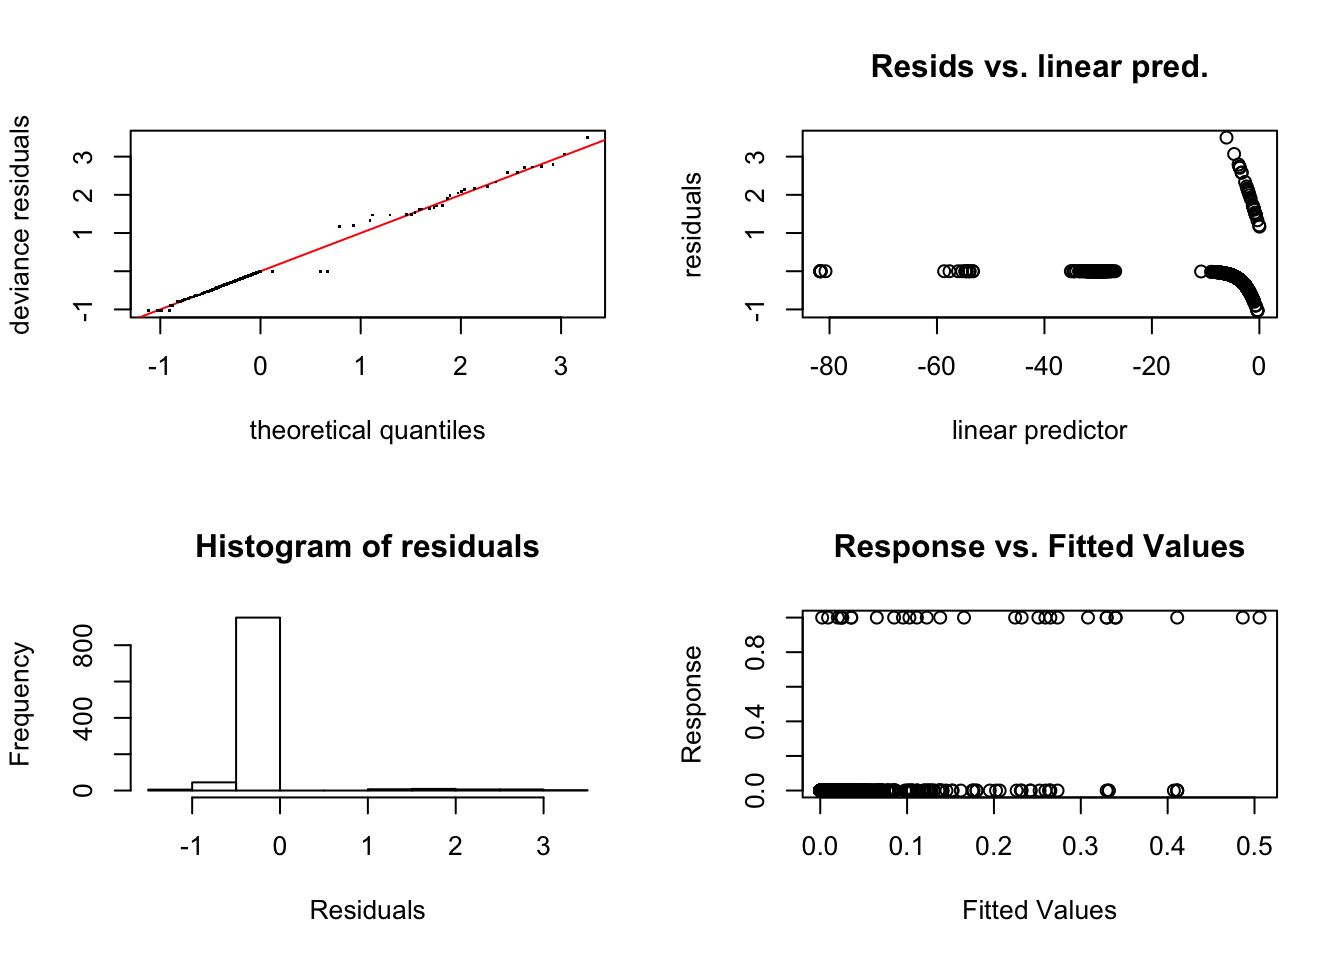 deviance residuals
3
2
1
-1
-1 0 1 2 3
theoretical quantiles
Resids vs. linear pred.
residuals
3
2
1
-1
-80 -60 -40 -20 0
linear predictor
Histogram of residuals
Frequency
800
400
0
-1 0 1 2 3
Residuals
Response vs. Fitted Values
Response
0.8
0.4
0.0
0.0 0.1 0.2 0.3 0.4 0.5
Fitted Values